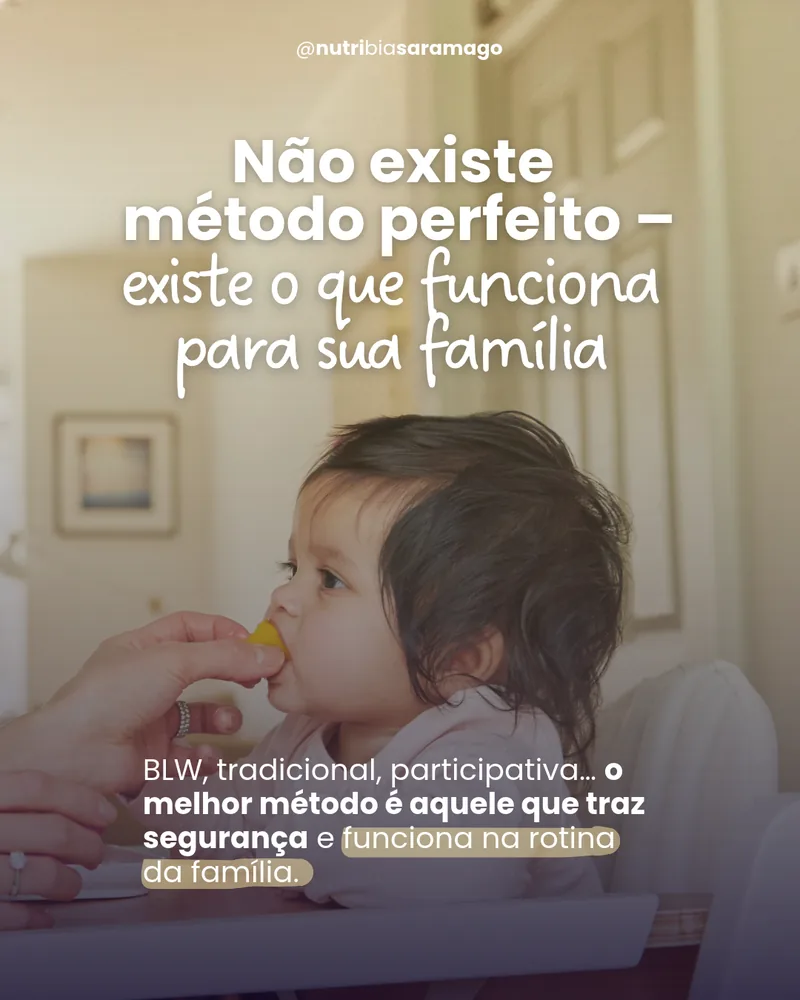 @nutribiasaramago
Não existe
método perfeito –
existe o que funciona
para sua família
BLW, tradicional, participativa... o
melhor método é aquele que traz
segurança e funciona na rotina
da família.